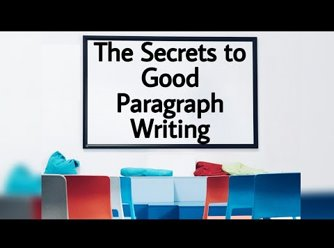 The Secrets to
Good
Paragraph
Writing